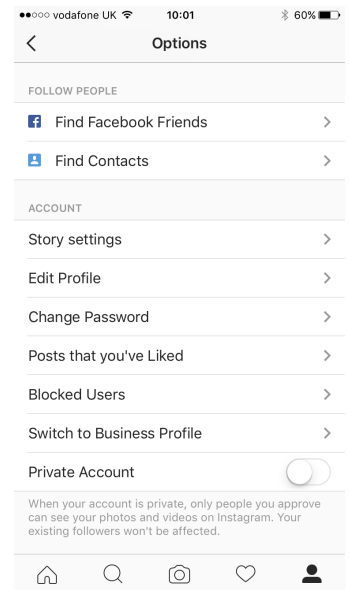 vodafone UK 10:01 60%
Options
FOLLOW PEOPLE
Find Facebook Friends
Find Contacts
ACCOUNT
Story settings
Edit Profile
Change Password
Posts that you've Liked
Blocked Users
Switch to Business Profile
Private Account
When your account is private, only people you approve
can see your photos and videos on Instagram. Your
existing followers won't be affected.